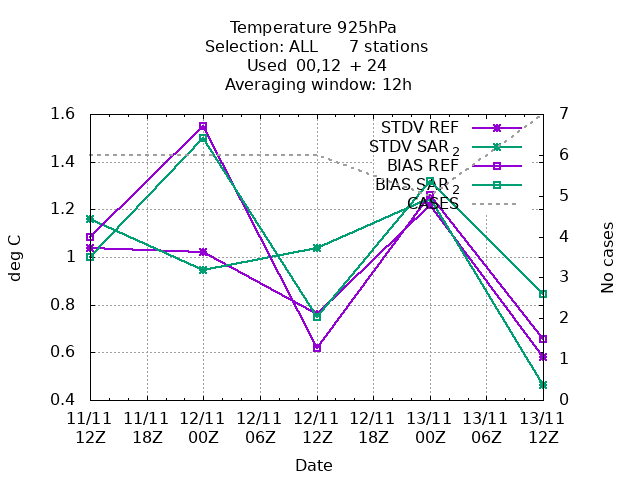 Temperature 925hPa
Selection: ALL 7 stations
Used 00,12 + 24
Averaging window: 12h
deg C
No cases
1.6
1.4
1.2
1
0.8
0.6
0.4
7
6
5
4
3
2
1
0
STDV REF
STDV SAR 2
BIAS REF
BIAS SAR 2
CASES
11/11 11/11 12/11 12/11 12/11 12/11 13/11 13/11 13/11
12Z 18Z 00Z 06Z 12Z 18Z 00Z 06Z 12Z
Date